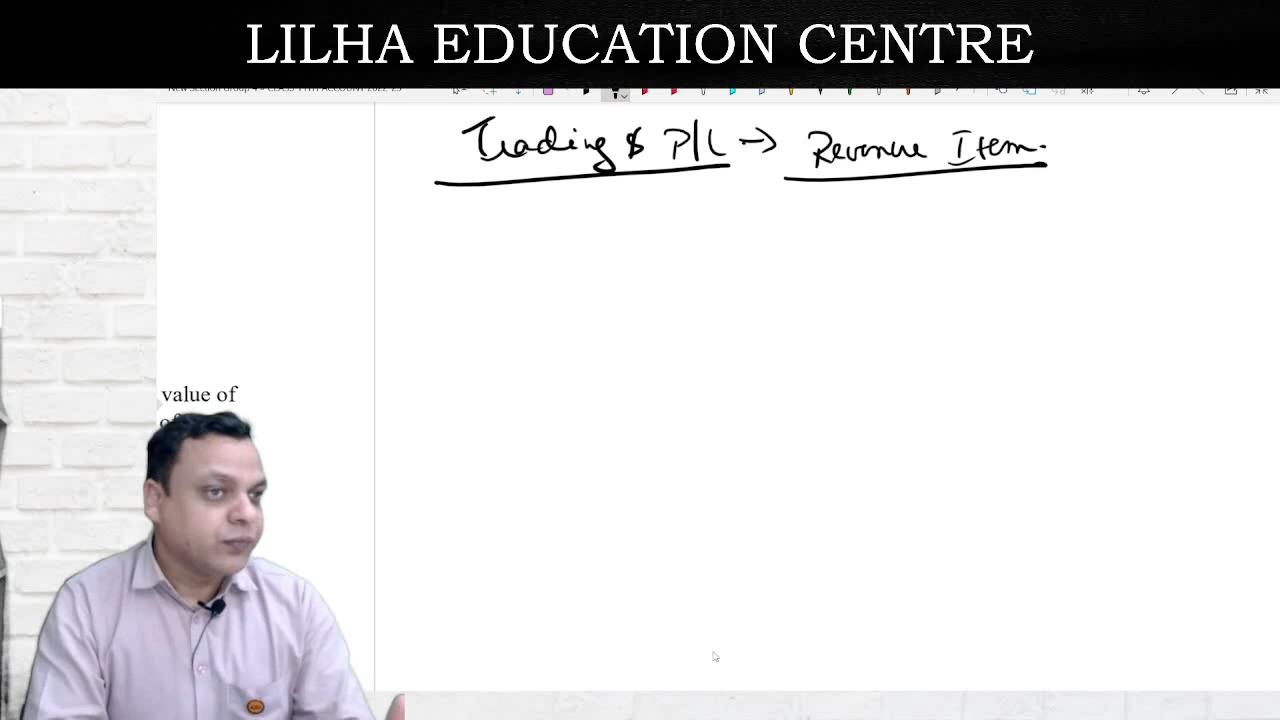 LILHA EDUCATION CENTRE
Trading & P/L → Revenue Item.
value of